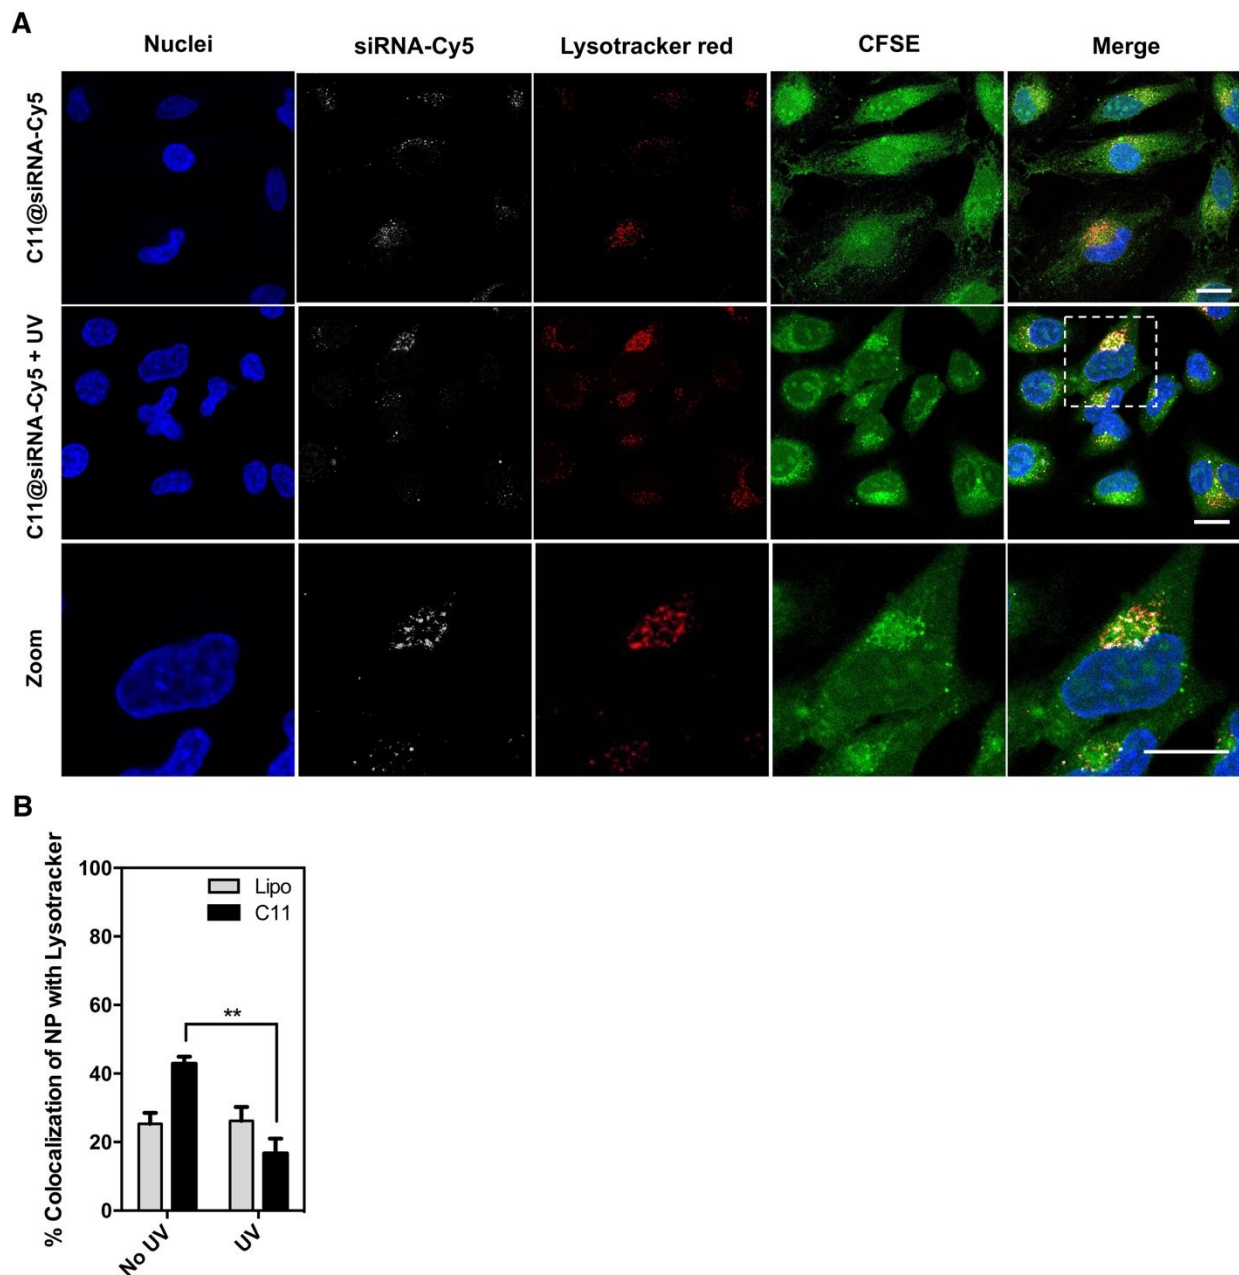 A
Nuclei siRNA-Cy5 Lysotracker red CFSE Merge
C11@siRNA-Cy5
C11@siRNA-Cy5 + UV
Zoom
B
% Colocalization of NP with Lysotracker
100
80
60
40
20
0
Lipo
C11
**
No UV UV